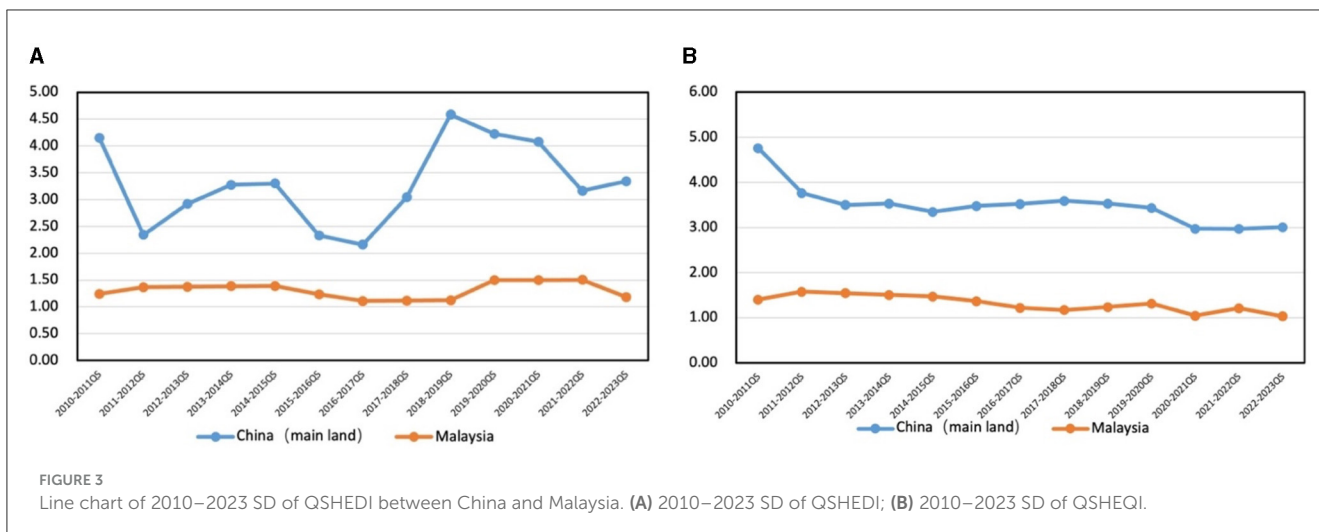 A
5.00
4.50
4.00
3.50
3.00
2.50
2.00
1.50
1.00
0.50
0.00
2010-2011QS
2011-2012QS
2012-2013QS
2013-2014QS
2014-2015QS
2015-2016QS
2016-2017QS
2017-2018QS
2018-2019QS
2019-2020QS
2020-2021QS
2021-2022QS
2022-2023QS
China（main land） Malaysia
B
6.00
5.00
4.00
3.00
2.00
1.00
0.00
2010-2011QS
2011-2012QS
2012-2013QS
2013-2014QS
2014-2015QS
2015-2016QS
2016-2017QS
2017-2018QS
2018-2019QS
2019-2020QS
2020-2021QS
2021-2022QS
2022-2023QS
China（main land） Malaysia
FIGURE 3
Line chart of 2010–2023 SD of QSHEDI between China and Malaysia. (A) 2010–2023 SD of QSHEDI; (B) 2010–2023 SD of QSHEQI.